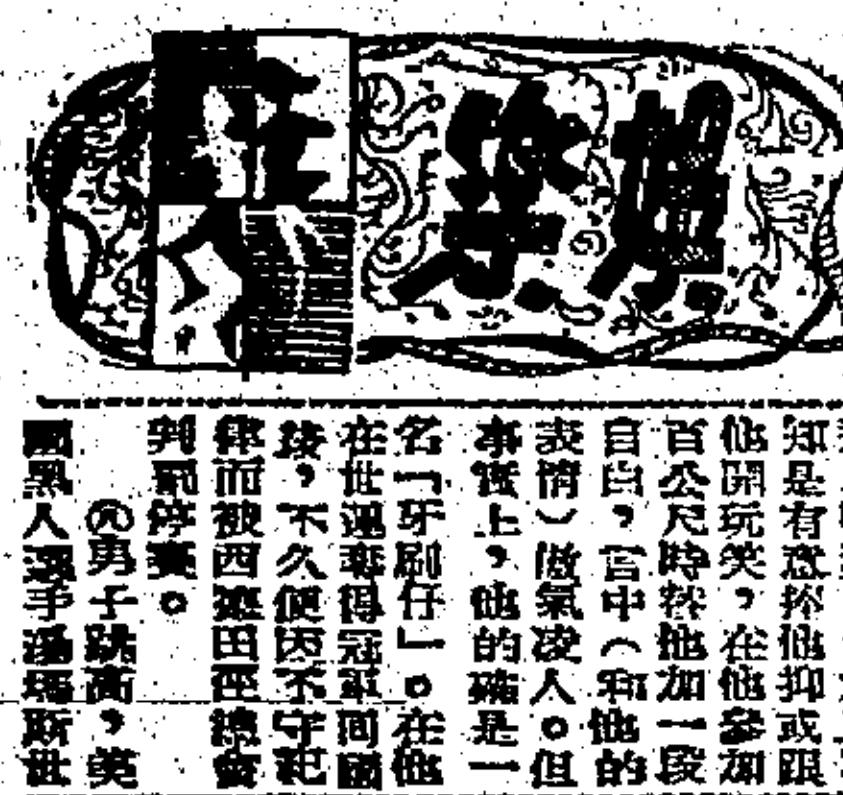 知是有意捧他抑或跟
他開玩笑，在他參加
百公尺時替他加一段
自白，言中（和他的
表情）傲氣凌人。但
事實上，他的確是一
名「牙刷仔」。在他
在世運奪得冠軍回國
後，不久便因不守紀
律而被西德田徑總會
判罰停賽。
男子跳高，美
國黑人選手湯瑪斯世